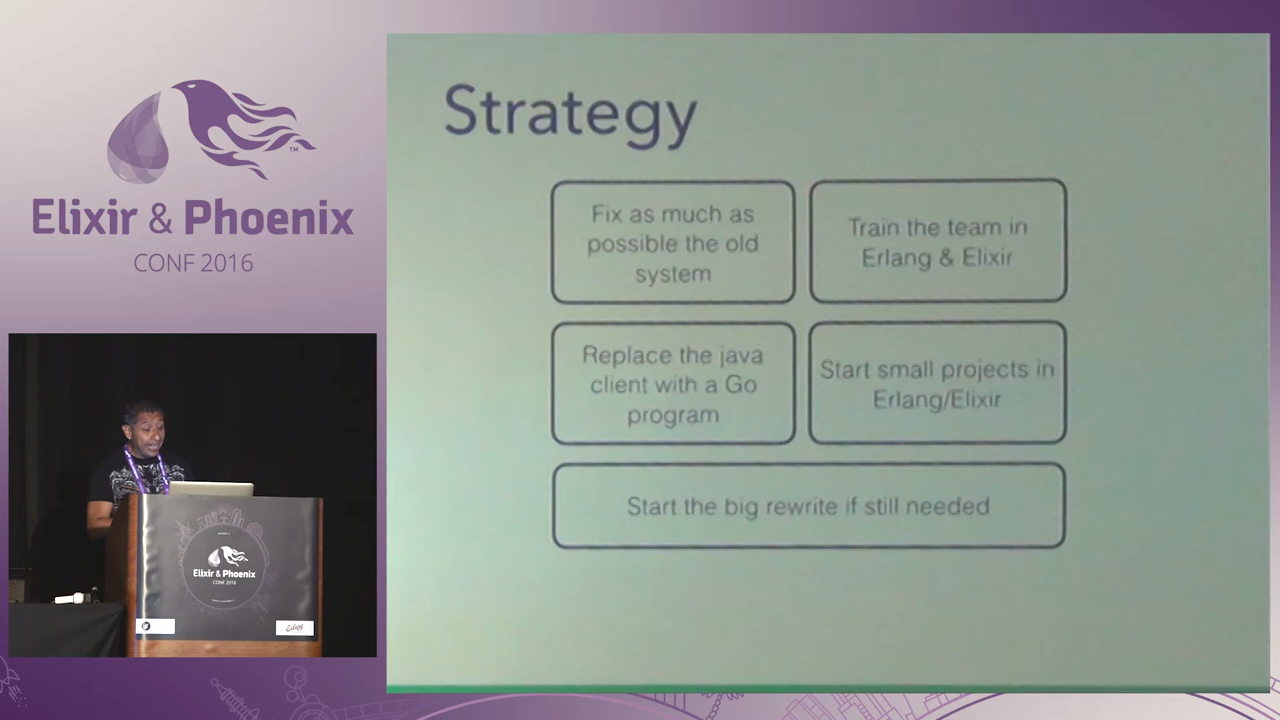 Elixir & Phoenix
CONF 2016
TM
Strategy
Fix as much as
possible the old
system
Train the team in
Erlang & Elixir
Replace the java
client with a Go
program
Start small projects in
Erlang/Elixir
Start the big rewrite if still needed
Elixir & Phoenix
CONF 2016